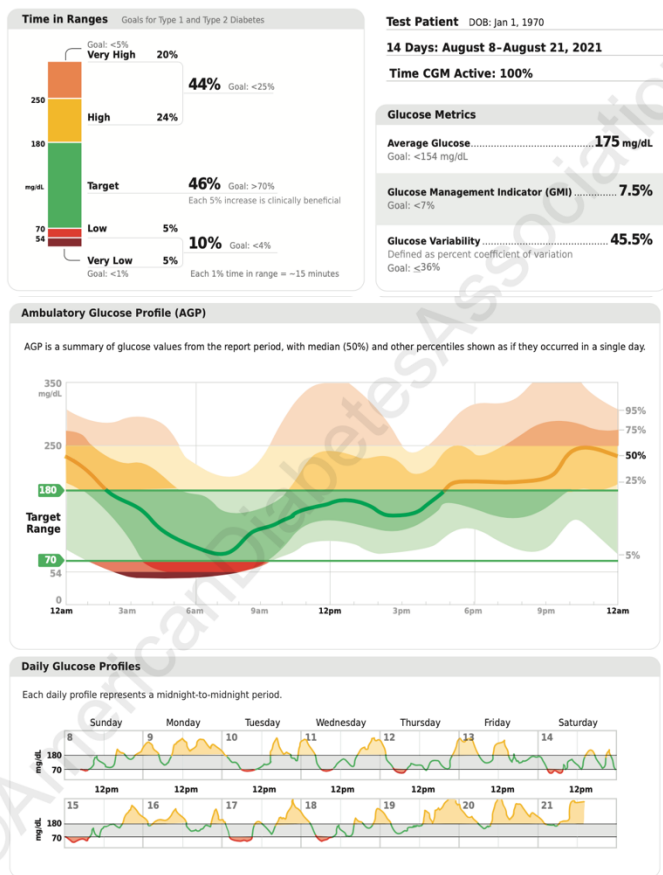 Time in Ranges Goals for Type 1 and Type 2 Diabetes
Goal: <5%
Very High 20%
44% Goal: <25%
High 24%
250
180
mg/dL
70
54
Target 46% Goal: >70%
Each 5% increase is clinically beneficial
Low 5%
10% Goal: <4%
Very Low 5%
Goal: <1% Each 1% time in range = ~15 minutes
Test Patient DOB: Jan 1, 1970
14 Days: August 8–August 21, 2021
Time CGM Active: 100%
Glucose Metrics
Average Glucose 175 mg/dL
Goal: <154 mg/dL
Glucose Management Indicator (GMI) 7.5%
Goal: <7%
Glucose Variability 45.5%
Defined as percent coefficient of variation
Goal: ≤36%
Ambulatory Glucose Profile (AGP)
AGP is a summary of glucose values from the report period, with median (50%) and other percentiles shown as if they occurred in a single day.
350
mg/dL
250
180
Target
Range
70
54
0
95%
75%
50%
25%
5%
12am 3am 6am 9am 12pm 3pm 6pm 9pm 12am
Daily Glucose Profiles
Each daily profile represents a midnight-to-midnight period.
Sunday Monday Tuesday Wednesday Thursday Friday Saturday
8 9 10 11 12 13 14
mg/dL
180
70
12pm 12pm 12pm 12pm 12pm 12pm 12pm
15 16 17 18 19 20 21
mg/dL
180
70
AmericanDiabetesAssociation